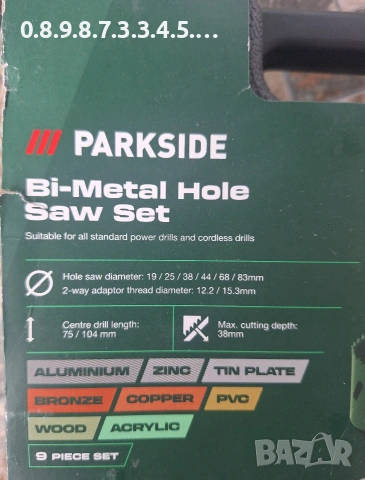 0.8.9.8.7.3.3.4.5....
PARKSIDE
Bi-Metal Hole
Saw Set
Suitable for all standard power drills and cordless drills
Hole saw diameter: 19 / 25 / 38 / 44 / 68 / 83mm
2-way adaptor thread diameter: 12.2 / 15.3mm
Centre drill length:
75 / 104 mm
Max. cutting depth:
38mm
ALUMINIUM ZINC TIN PLATE
BRONZE COPPER PVC
WOOD ACRYLIC
9 PIECE SET
BAZAR